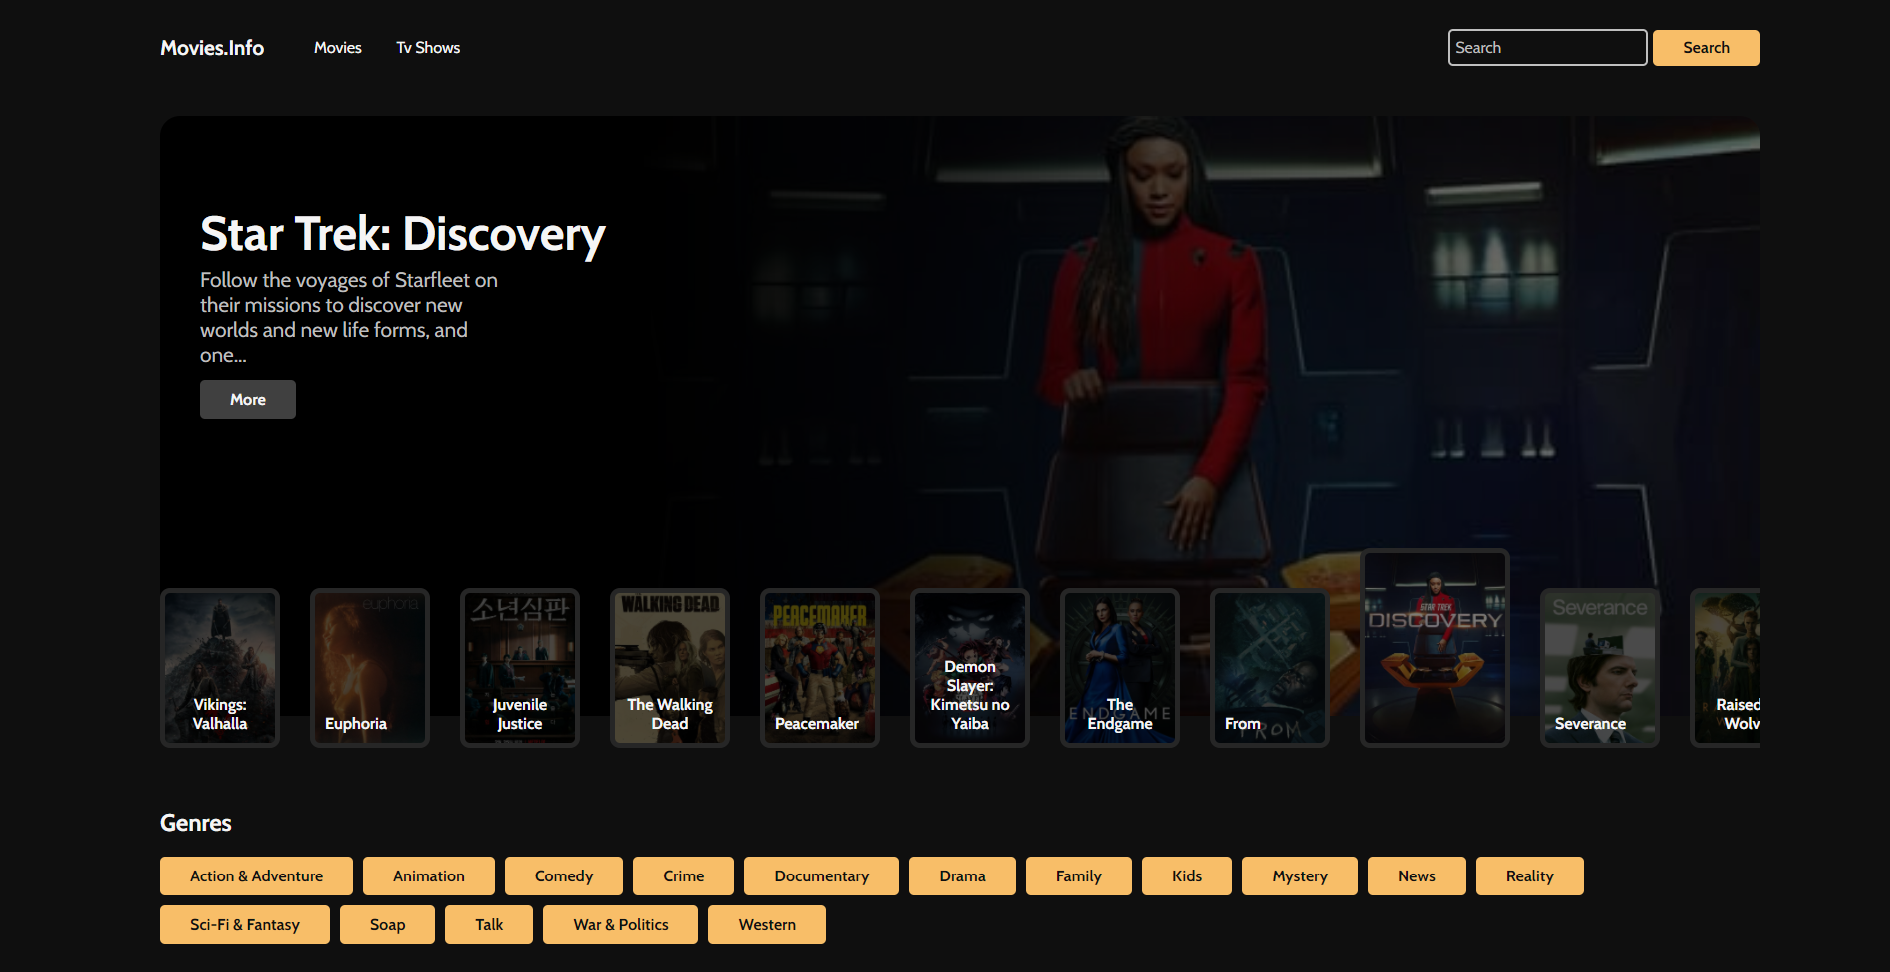 Movies.Info
Movies
Tv Shows
Search
Search
Star Trek: Discovery
Follow the voyages of Starfleet on
their missions to discover new
worlds and new life forms, and
one...
More
Vikings:
Valhalla
euphoria
Euphoria
소년심판
Juvenile
Justice
WALKING DEAD
The Walking
Dead
PEACEMAKER
Peacemaker
Demon
Slayer:
Kimetsu no
Yaiba
ENDGAME
The
Endgame
FROM
From
STAR TREK
DISCOVERY
Severance
Severance
Raised
Wolv
Genres
Action & Adventure
Animation
Comedy
Crime
Documentary
Drama
Family
Kids
Mystery
News
Reality
Sci-Fi & Fantasy
Soap
Talk
War & Politics
Western